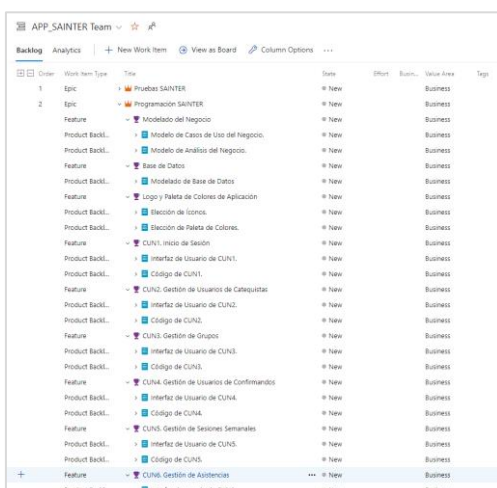 APP_SAINTER Team
Backlog Analytics + New Work Item View as Board Column Options ...
Order Work Item Type Title State Effort Busin... Value Area Tags
1 Epic Pruebas SAINTER New Business
2 Epic Programación SAINTER New Business
Feature Modelado del Negocio New Business
Product Backl... Modelo de Casos de Uso del Negocio. New Business
Product Backl... Modelo de Análisis del Negocio. New Business
Feature Base de Datos New Business
Product Backl... Modelado de Base de Datos New Business
Feature Logo y Paleta de Colores de Aplicación New Business
Product Backl... Elección de Íconos. New Business
Product Backl... Elección de Paleta de Colores. New Business
Feature CUN1. Inicio de Sesión New Business
Product Backl... Interfaz de Usuario de CUN1. New Business
Product Backl... Código de CUN1. New Business
Feature CUN2. Gestión de Usuarios de Catequistas New Business
Product Backl... Interfaz de Usuario de CUN2. New Business
Product Backl... Código de CUN2. New Business
Feature CUN3. Gestión de Grupos New Business
Product Backl... Interfaz de Usuario de CUN3. New Business
Product Backl... Código de CUN3. New Business
Feature CUN4. Gestión de Usuarios de Confirmandos New Business
Product Backl... Interfaz de Usuario de CUN4. New Business
Product Backl... Código de CUN4. New Business
Feature CUN5. Gestión de Sesiones Semanales New Business
Product Backl... Interfaz de Usuario de CUN5. New Business
Product Backl... Código de CUN5. New Business
+ Feature CUN6. Gestión de Asistencias ... New Business